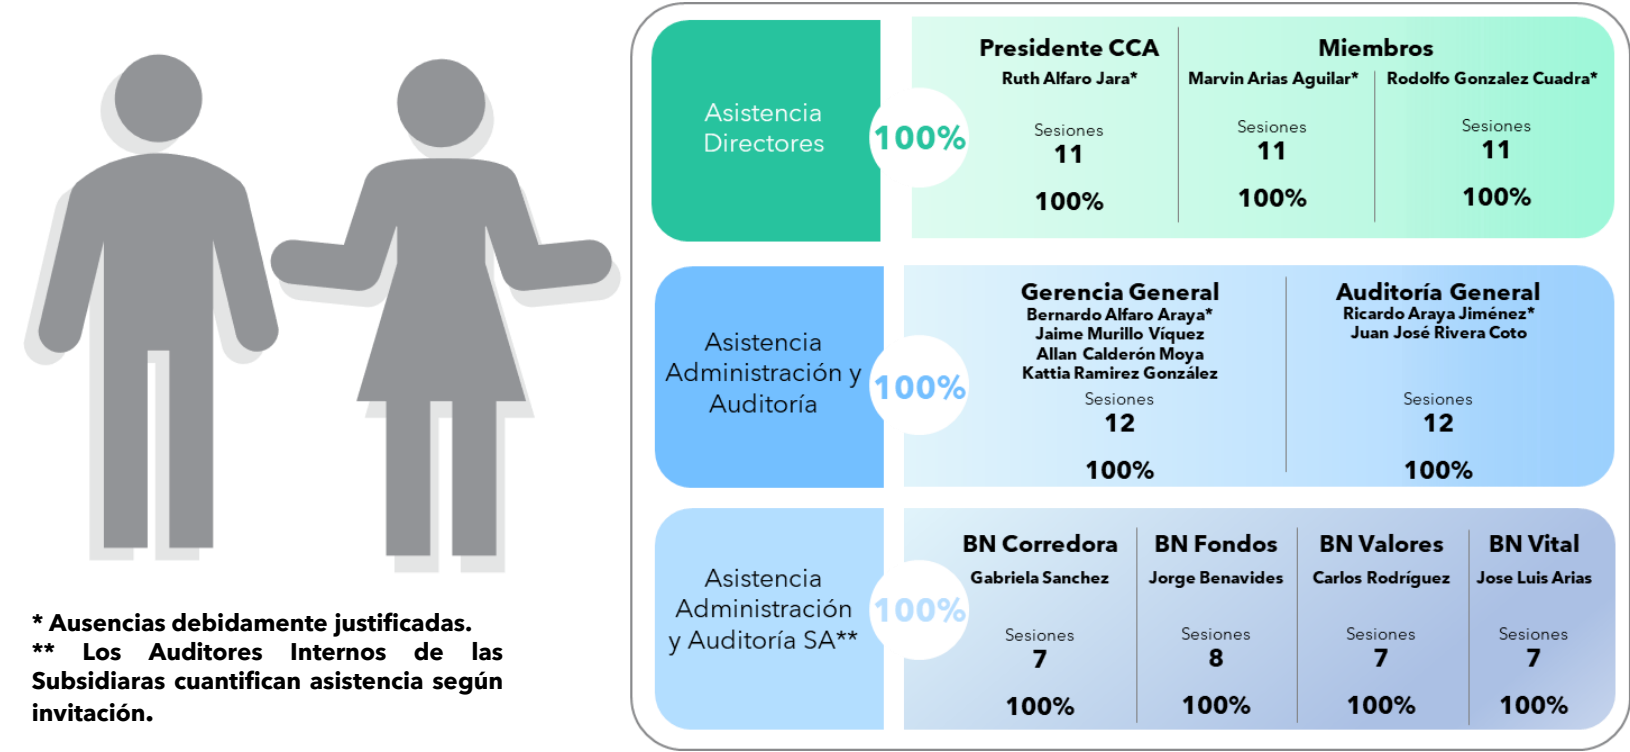 Asistencia
Directores
100%
Presidente CCA
Ruth Alfaro Jara*
Sesiones
11
100%
Miembros
Marvin Arias Aguilar*
Sesiones
11
100%
Rodolfo Gonzalez Cuadra*
Sesiones
11
100%
Asistencia
Administración y
Auditoría
100%
Gerencia General
Bernardo Alfaro Araya*
Jaime Murillo Víquez
Allan Calderón Moya
Kattia Ramirez González
Sesiones
12
100%
Auditoría General
Ricardo Araya Jiménez*
Juan José Rivera Coto
Sesiones
12
100%
Asistencia
Administración
y Auditoría SA**
100%
BN Corredora
Gabriela Sanchez
Sesiones
7
100%
BN Fondos
Jorge Benavides
Sesiones
8
100%
BN Valores
Carlos Rodríguez
Sesiones
7
100%
BN Vital
Jose Luis Arias
Sesiones
7
100%
* Ausencias debidamente justificadas.
** Los Auditores Internos de las
Subsidiaras cuantifican asistencia según
invitación.